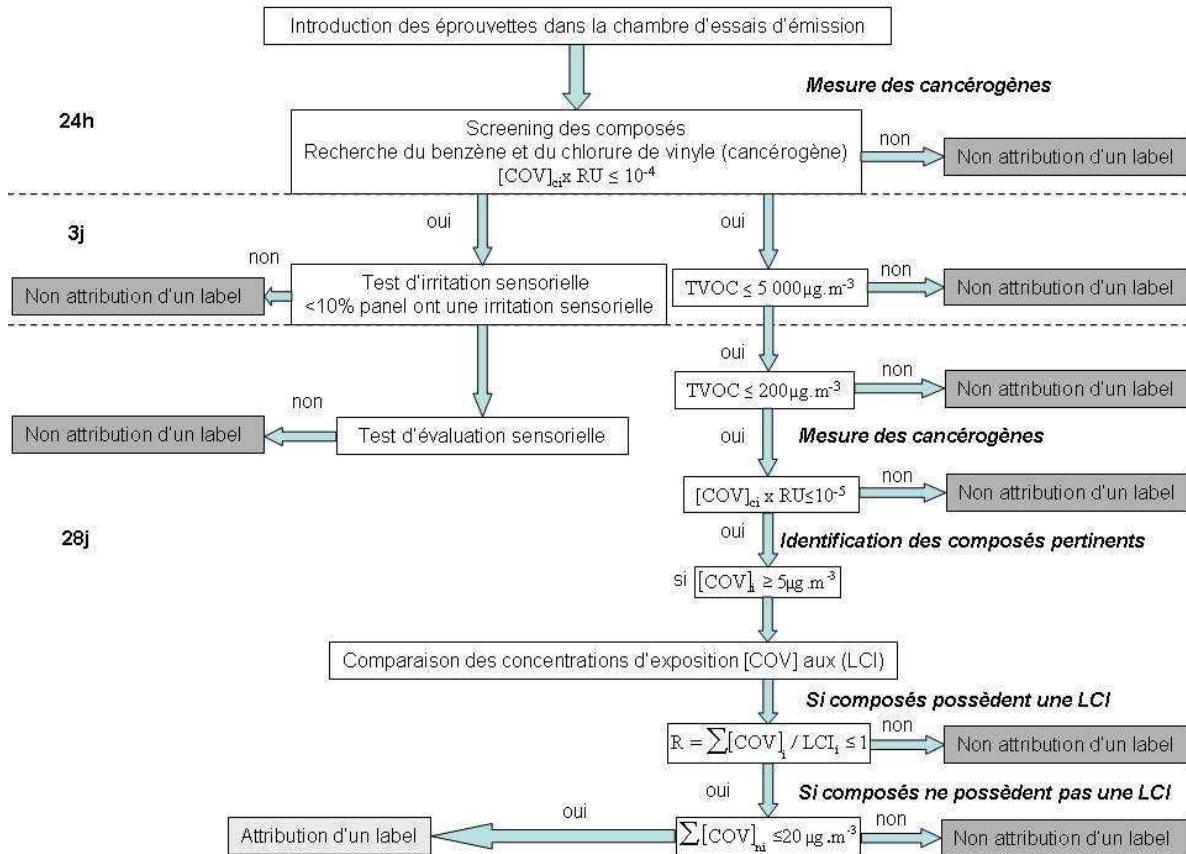 Introduction des éprouvettes dans la chambre d'essais d'émission
Mesure des cancérogènes
24h
Screening des composés
Recherche du benzène et du chlorure de vinyle (cancérogène)
[COV]ci x RU ≤ 10-4
non
Non attribution d'un label
oui
oui
3j
non
Non attribution d'un label
Test d'irritation sensorielle
<10% panel ont une irritation sensorielle
TVOC ≤ 5 000 µg.m-3
non
Non attribution d'un label
oui
TVOC ≤ 200 µg.m-3
non
Non attribution d'un label
non
Non attribution d'un label
Test d'évaluation sensorielle
oui
Mesure des cancérogènes
[COV]ci x RU≤10-5
non
Non attribution d'un label
28j
oui
Identification des composés pertinents
si [COV]i ≥ 5µg.m-3
Comparaison des concentrations d'exposition [COV] aux (LCI)
Si composés possèdent une LCI
R = ∑[COV]i / LCIi ≤ 1
non
Non attribution d'un label
oui
Si composés ne possèdent pas une LCI
∑[COV]ni ≤20 µg.m-3
non
Non attribution d'un label
oui
Attribution d'un label